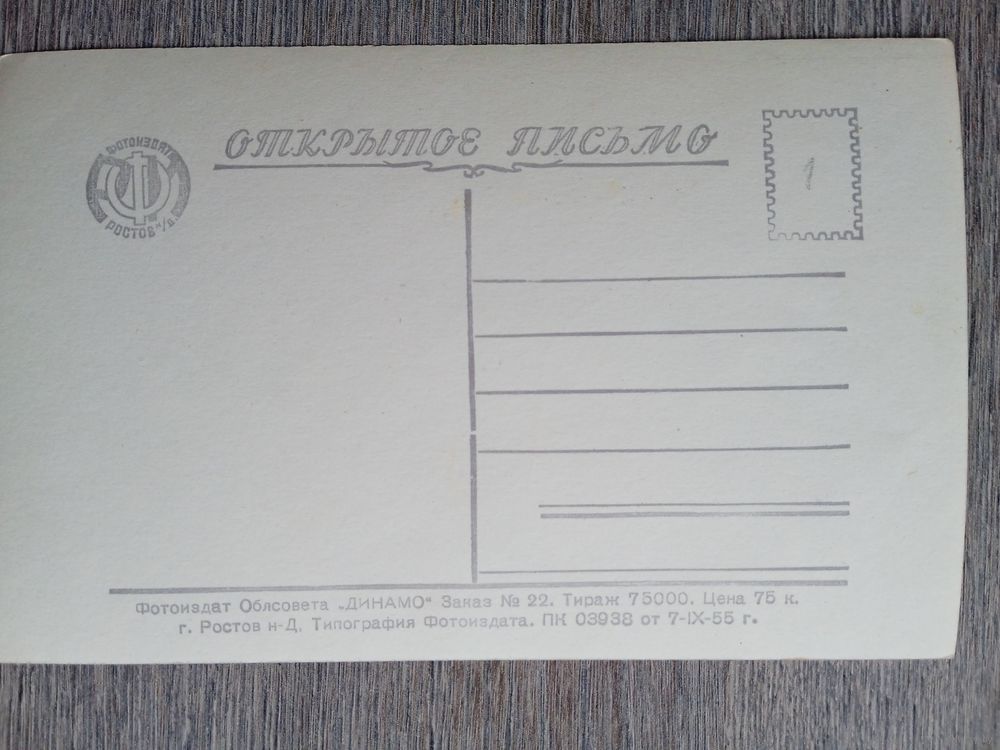 ОТКРЫТОЕ ПИСЬМО
ФОТОИЗДАТ
РОСТОВ н/Д.
1
Фотоиздат Облсовета „ДИНАМО“ Заказ № 22. Тираж 75000. Цена 75 к.
г. Ростов н-Д. Типография Фотоиздата. ПК 03938 от 7-IX-55 г.